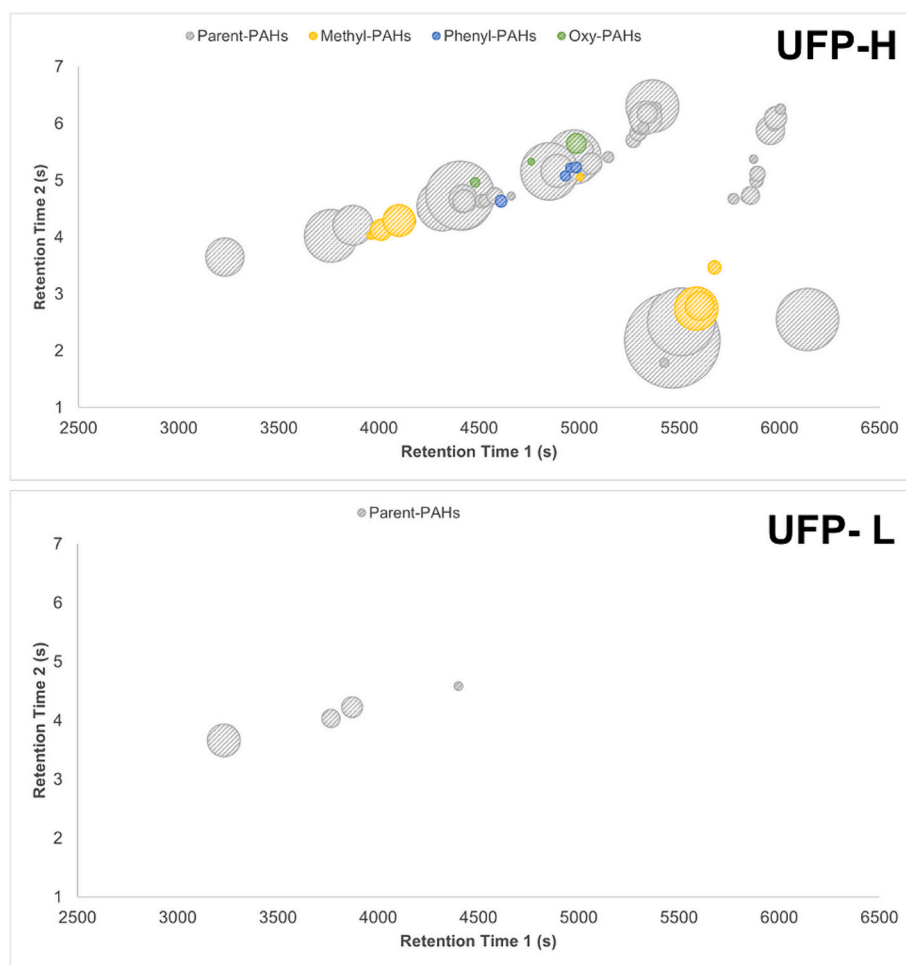 UFP-H
Parent-PAHs Methyl-PAHs Phenyl-PAHs Oxy-PAHs
7
6
5
4
3
2
1
Retention Time 2 (s)
2500 3000 3500 4000 4500 5000 5500 6000 6500
Retention Time 1 (s)
UFP- L
Parent-PAHs
7
6
5
4
3
2
1
Retention Time 2 (s)
2500 3000 3500 4000 4500 5000 5500 6000 6500
Retention Time 1 (s)